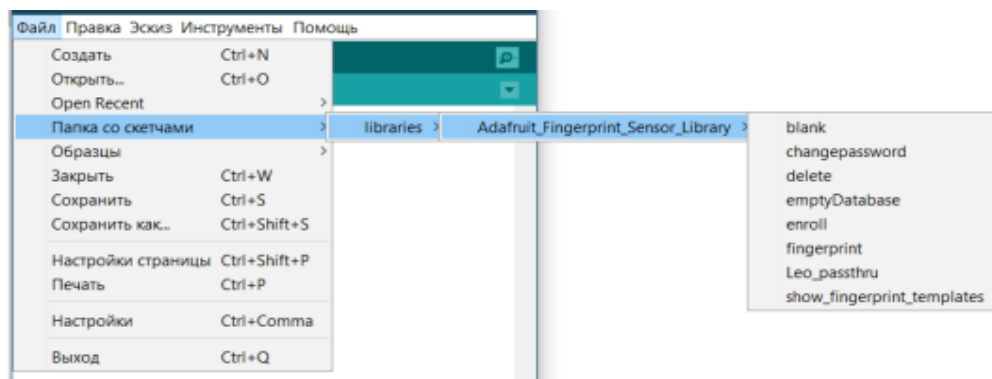 Файл Правка Эскиз Инструменты Помощь
Создать Ctrl+N
Открыть... Ctrl+O
Open Recent >
Папка со скетчами > libraries > Adafruit_Fingerprint_Sensor_Library > blank
changepassword
Образцы >
delete
Закрыть Ctrl+W
emptyDatabase
Сохранить Ctrl+S
enroll
Сохранить как... Ctrl+Shift+S
fingerprint
Настройки страницы Ctrl+Shift+P
Leo_passthru
Печать Ctrl+P
show_fingerprint_templates
Настройки Ctrl+Comma
Выход Ctrl+Q